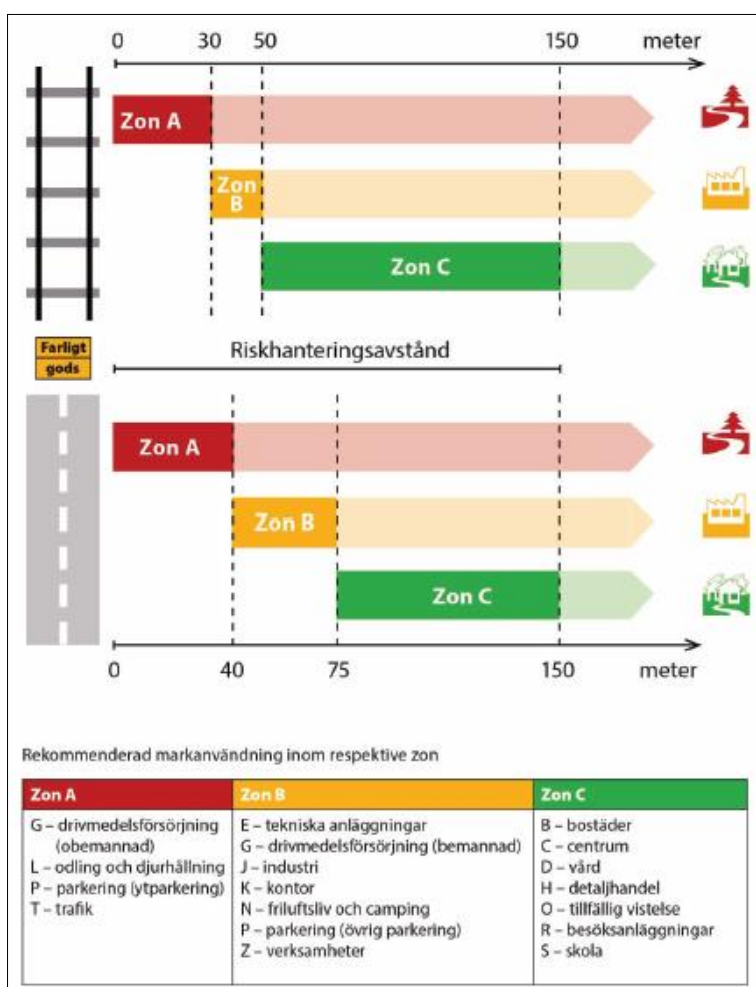 0 30 50 150 meter
Zon A
Zon
B
Zon C
Farligt
gods
Riskhanteringsavstånd
Zon A
Zon B
Zon C
0 40 75 150 meter
Rekommenderad markanvändning inom respektive zon
Zon A
G – drivmedelsförsörjning
(obemannad)
L – odling och djurhållning
P – parkering (ytparkering)
T – trafik
Zon B
E – tekniska anläggningar
G – drivmedelsförsörjning (bemannad)
J – industri
K – kontor
N – friluftsliv och camping
P – parkering (övrig parkering)
Z – verksamheter
Zon C
B – bostäder
C – centrum
D – vård
H – detaljhandel
O – tillfällig vistelse
R – besöksanläggningar
S – skola